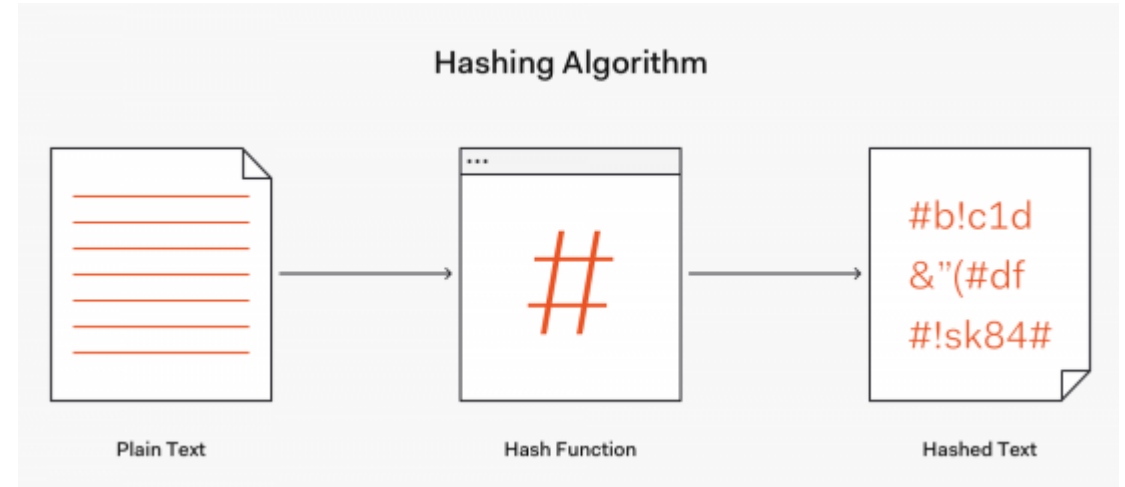 Hashing Algorithm
#
#b!c1d
&”(#df
#!sk84#
Plain Text
Hash Function
Hashed Text